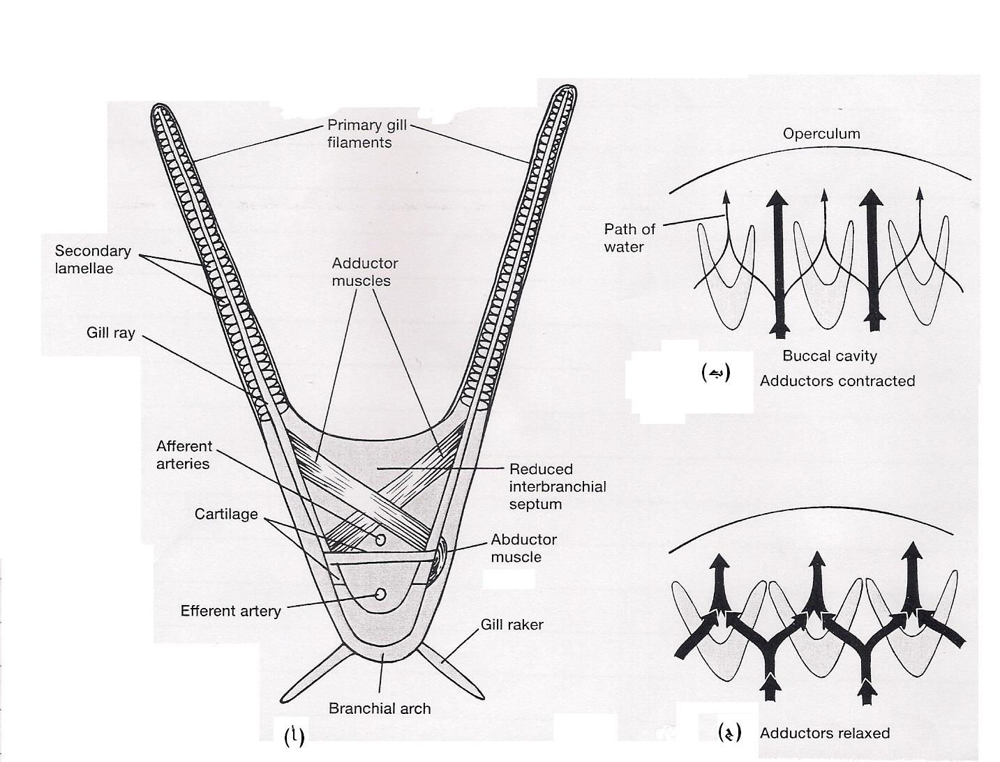 Primary gill
filaments
Secondary
lamellae
Adductor
muscles
Gill ray
Afferent
arteries
Reduced
interbranchial
septum
Cartilage
Abductor
muscle
Efferent artery
Gill raker
Branchial arch
(أ)
Operculum
Path of
water
Buccal cavity
(ب)
Adductors contracted
(ج)
Adductors relaxed